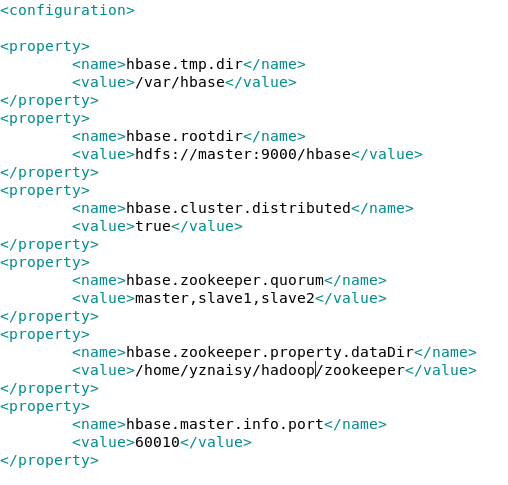 <configuration>

<property>
        <name>hbase.tmp.dir</name>
        <value>/var/hbase</value>
</property>
<property>
        <name>hbase.rootdir</name>
        <value>hdfs://master:9000/hbase</value>
</property>
<property>
        <name>hbase.cluster.distributed</name>
        <value>true</value>
</property>
<property>
        <name>hbase.zookeeper.quorum</name>
        <value>master,slave1,slave2</value>
</property>
<property>
        <name>hbase.zookeeper.property.dataDir</name>
        <value>/home/yznaisy/hadoop/zookeeper</value>
</property>
<property>
        <name>hbase.master.info.port</name>
        <value>60010</value>
</property>